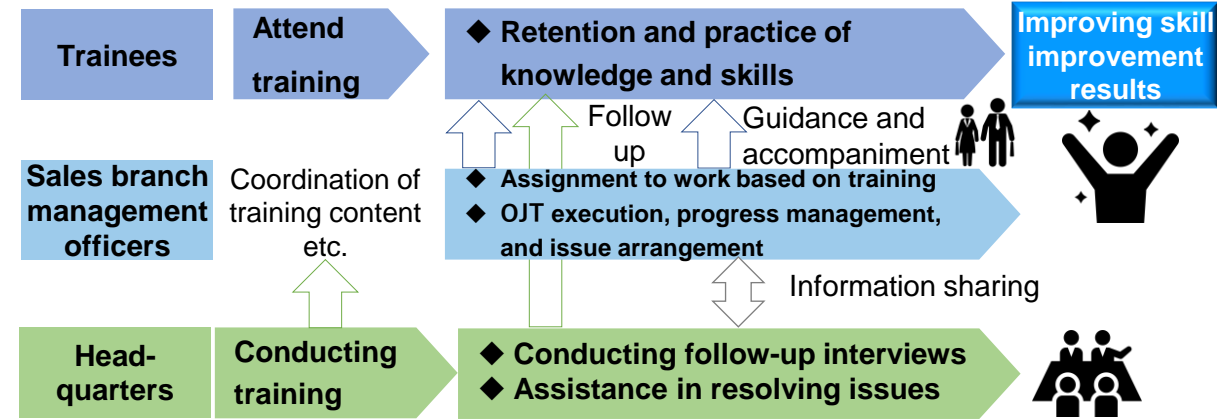 Trainees
Attend
training
◆ Retention and practice of
knowledge and skills
Improving skill
improvement
results
Follow
up
Guidance and
accompaniment
Sales branch
management
officers
Coordination of
training content
etc.
◆ Assignment to work based on training
◆ OJT execution, progress management,
and issue arrangement
Information sharing
Head-
quarters
Conducting
training
◆ Conducting follow-up interviews
◆ Assistance in resolving issues